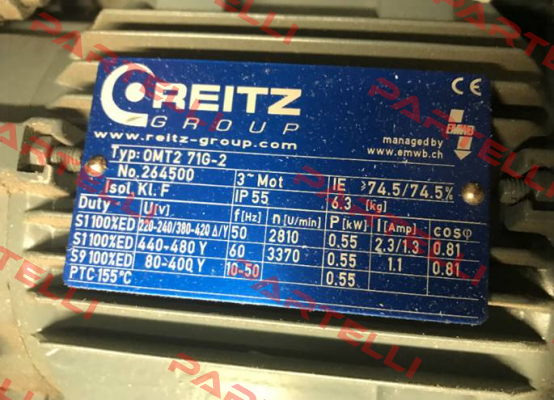 REITZ
GROUP
www.reitz-group.com
CE
EMWB
managed by
www.emwb.ch
Typ: OMT2 71G-2
No. 264500 3~Mot IE ≥74.5/74.5%
Isol. Kl. F IP 55 6.3 [kg]
Duty U[V] f[Hz] n[U/min] P[kW] I[Amp] cosφ
S1 100%ED 220-240/380-420 Δ/Y 50 2810 0.55 2.3/1.3 0.81
S1 100%ED 440-480 Y 60 3370 0.55 1.1 0.81
S9 100%ED 80-400 Y 10-50 0.55
PTC 155°C
PARTELLI
PARTELLI
PARTELLI
PARTELLI
PARTELLI